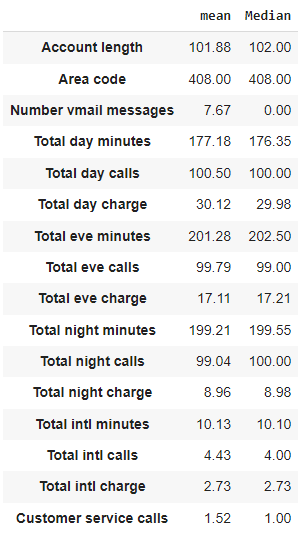 mean Median
Account length 101.88 102.00
Area code 408.00 408.00
Number vmail messages 7.67 0.00
Total day minutes 177.18 176.35
Total day calls 100.50 100.00
Total day charge 30.12 29.98
Total eve minutes 201.28 202.50
Total eve calls 99.79 99.00
Total eve charge 17.11 17.21
Total night minutes 199.21 199.55
Total night calls 99.04 100.00
Total night charge 8.96 8.98
Total intl minutes 10.13 10.10
Total intl calls 4.43 4.00
Total intl charge 2.73 2.73
Customer service calls 1.52 1.00